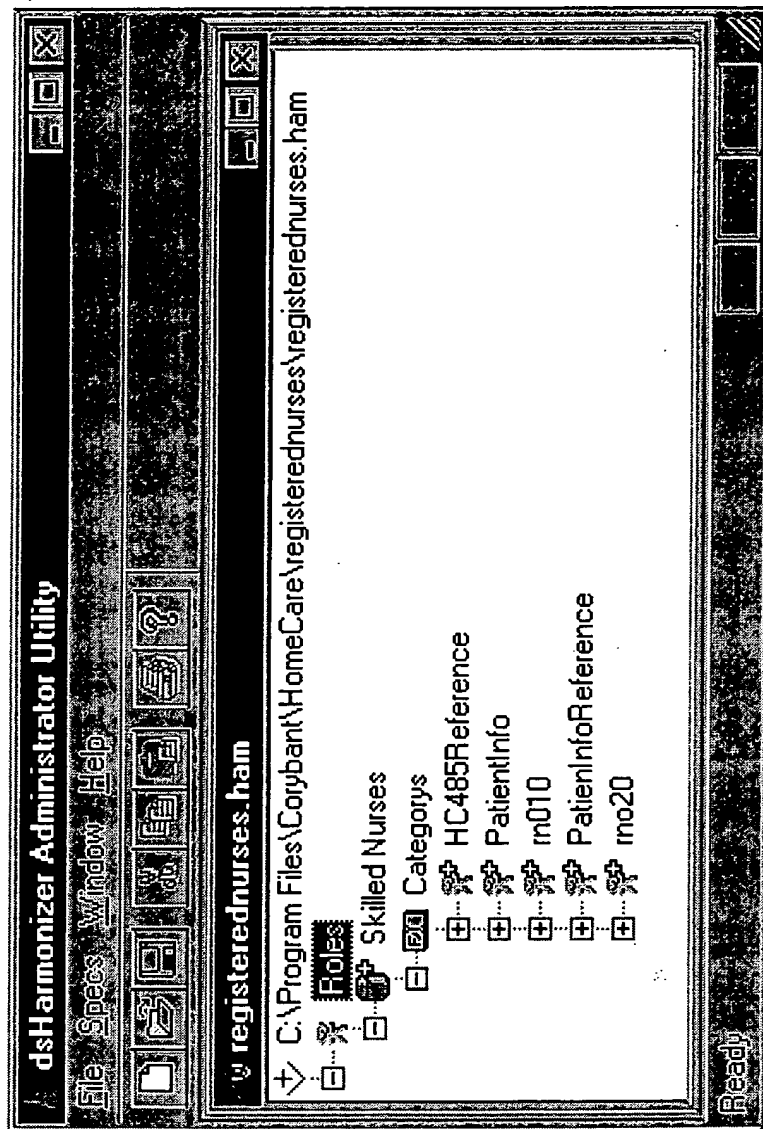 dsHarmonizer Administrator Utility
File Specs Window Help
registerednurses.ham
C:\Program Files\Corybant\HomeCare\registerednurses\registerednurses.ham
Roles
Skilled Nurses
Categorys
HC485Reference
PatientInfo
rn010
PatienInfoReference
rno20
Ready